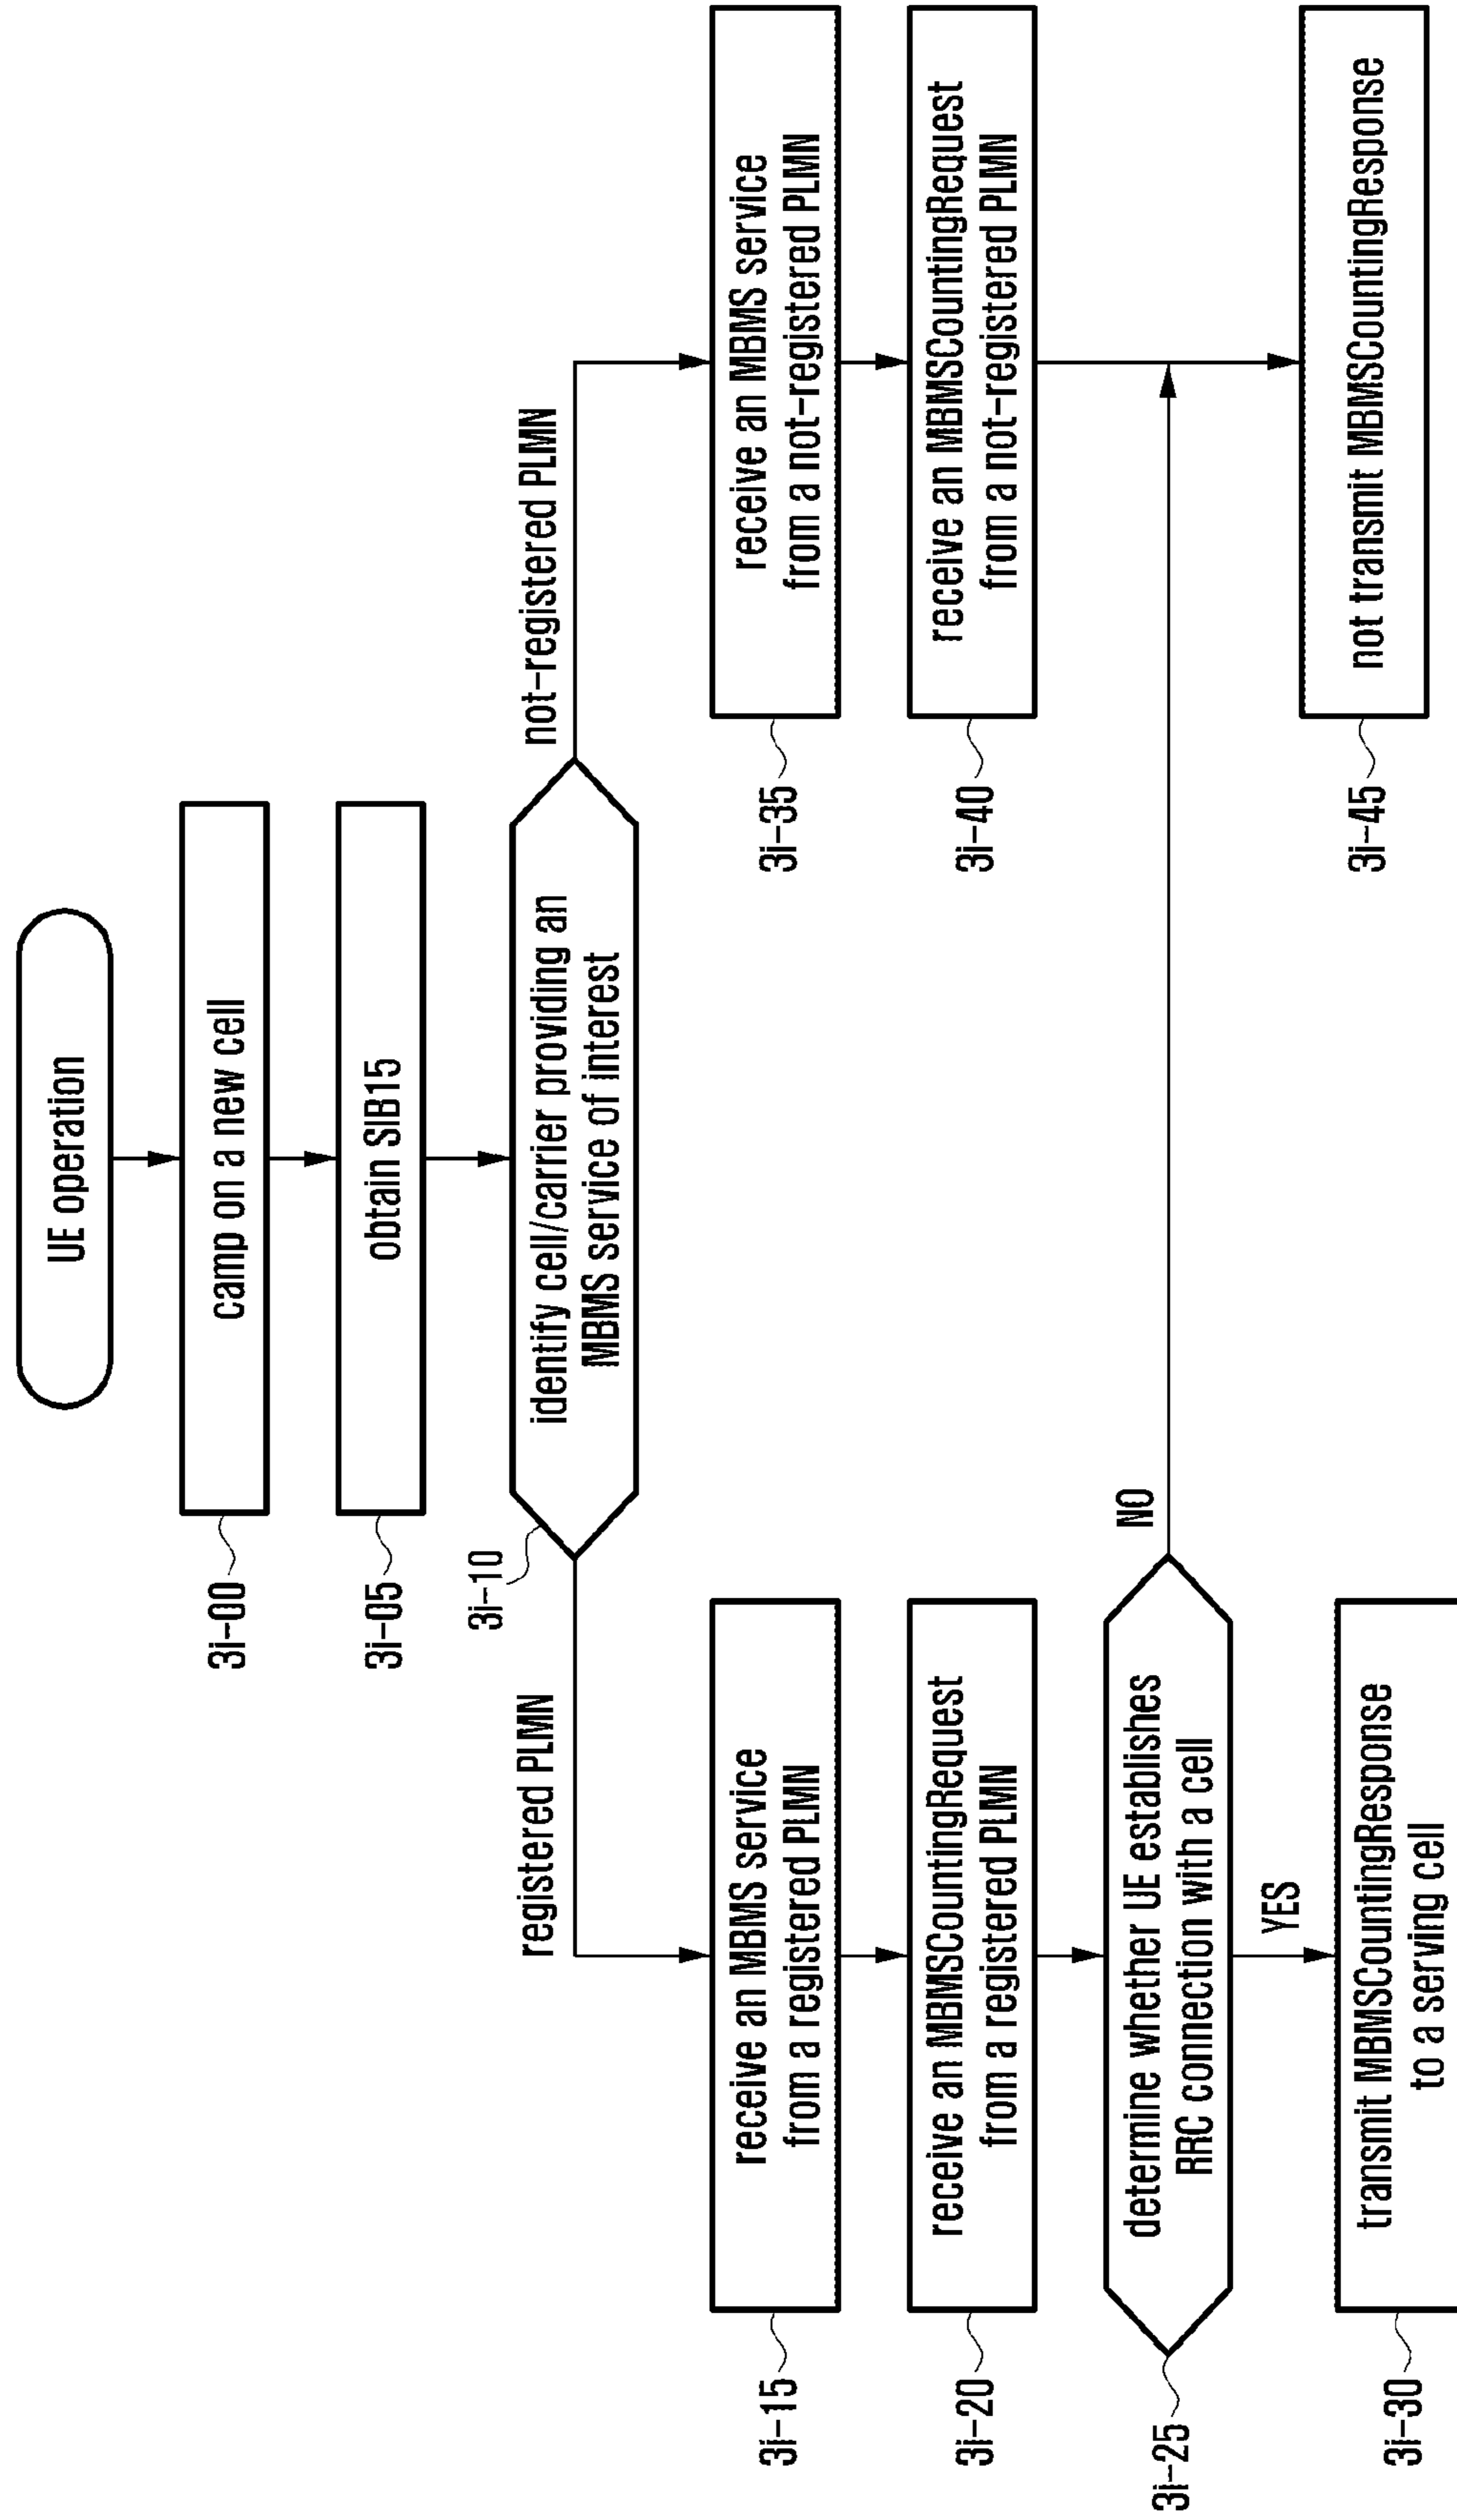 UE operation
camp on a new cell
3i-00
obtain SIB15
3i-05
identify cell/carrier providing an
MBMS service of interest
3i-10
registered PLMN
not-registered PLMN
receive an MBMS service
from a registered PLMN
3i-15
receive an MBMS service
from a not-registered PLMN
3i-35
receive an MBMSCountingRequest
from a registered PLMN
3i-20
receive an MBMSCountingRequest
from a not-registered PLMN
3i-40
determine whether UE establishes
RRC connection with a cell
3i-25
NO
YES
transmit MBMSCountingResponse
to a serving cell
3i-30
not transmit MBMSCountingResponse
3i-45